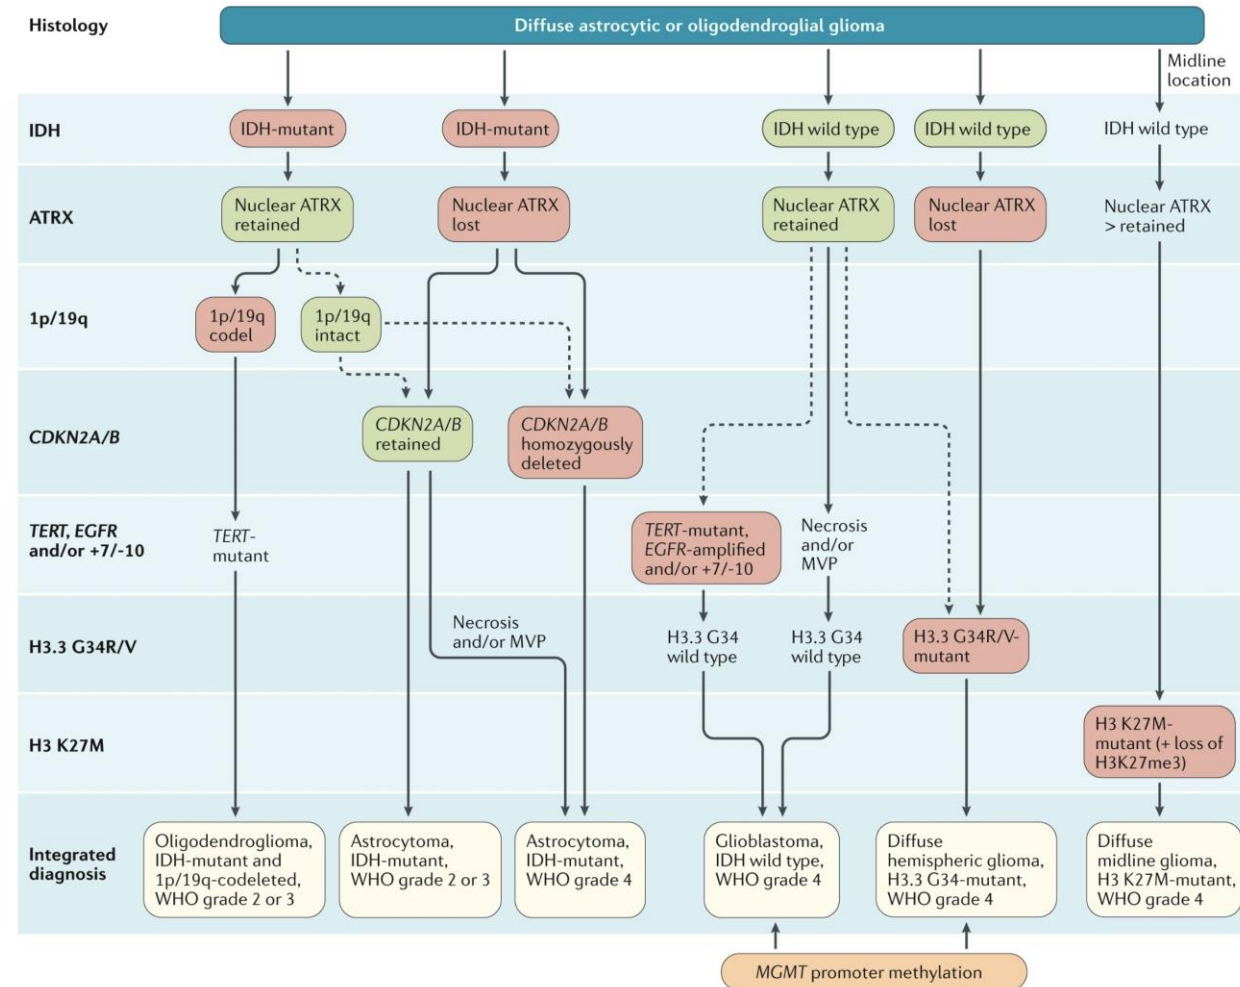 Histology
Diffuse astrocytic or oligodendroglial glioma
Midline
location
IDH
IDH-mutant
IDH-mutant
IDH wild type
IDH wild type
IDH wild type
ATRX
Nuclear ATRX
retained
Nuclear ATRX
lost
Nuclear ATRX
retained
Nuclear ATRX
lost
Nuclear ATRX
> retained
1p/19q
1p/19q
codel
1p/19q
intact
CDKN2A/B
CDKN2A/B
retained
CDKN2A/B
homozygously
deleted
TERT, EGFR
and/or +7/-10
TERT-
mutant
TERT-mutant,
EGFR-amplified
and/or +7/-10
Necrosis
and/or
MVP
H3.3 G34R/V
Necrosis
and/or MVP
H3.3 G34
wild type
H3.3 G34
wild type
H3.3 G34R/V-
mutant
H3 K27M
H3 K27M-
mutant (+ loss of
H3K27me3)
Integrated
diagnosis
Oligodendroglioma,
IDH-mutant and
1p/19q-codeleted,
WHO grade 2 or 3
Astrocytoma,
IDH-mutant,
WHO grade 2 or 3
Astrocytoma,
IDH-mutant,
WHO grade 4
Glioblastoma,
IDH wild type,
WHO grade 4
Diffuse
hemispheric glioma,
H3.3 G34-mutant,
WHO grade 4
Diffuse
midline glioma,
H3 K27M-mutant,
WHO grade 4
MGMT promoter methylation